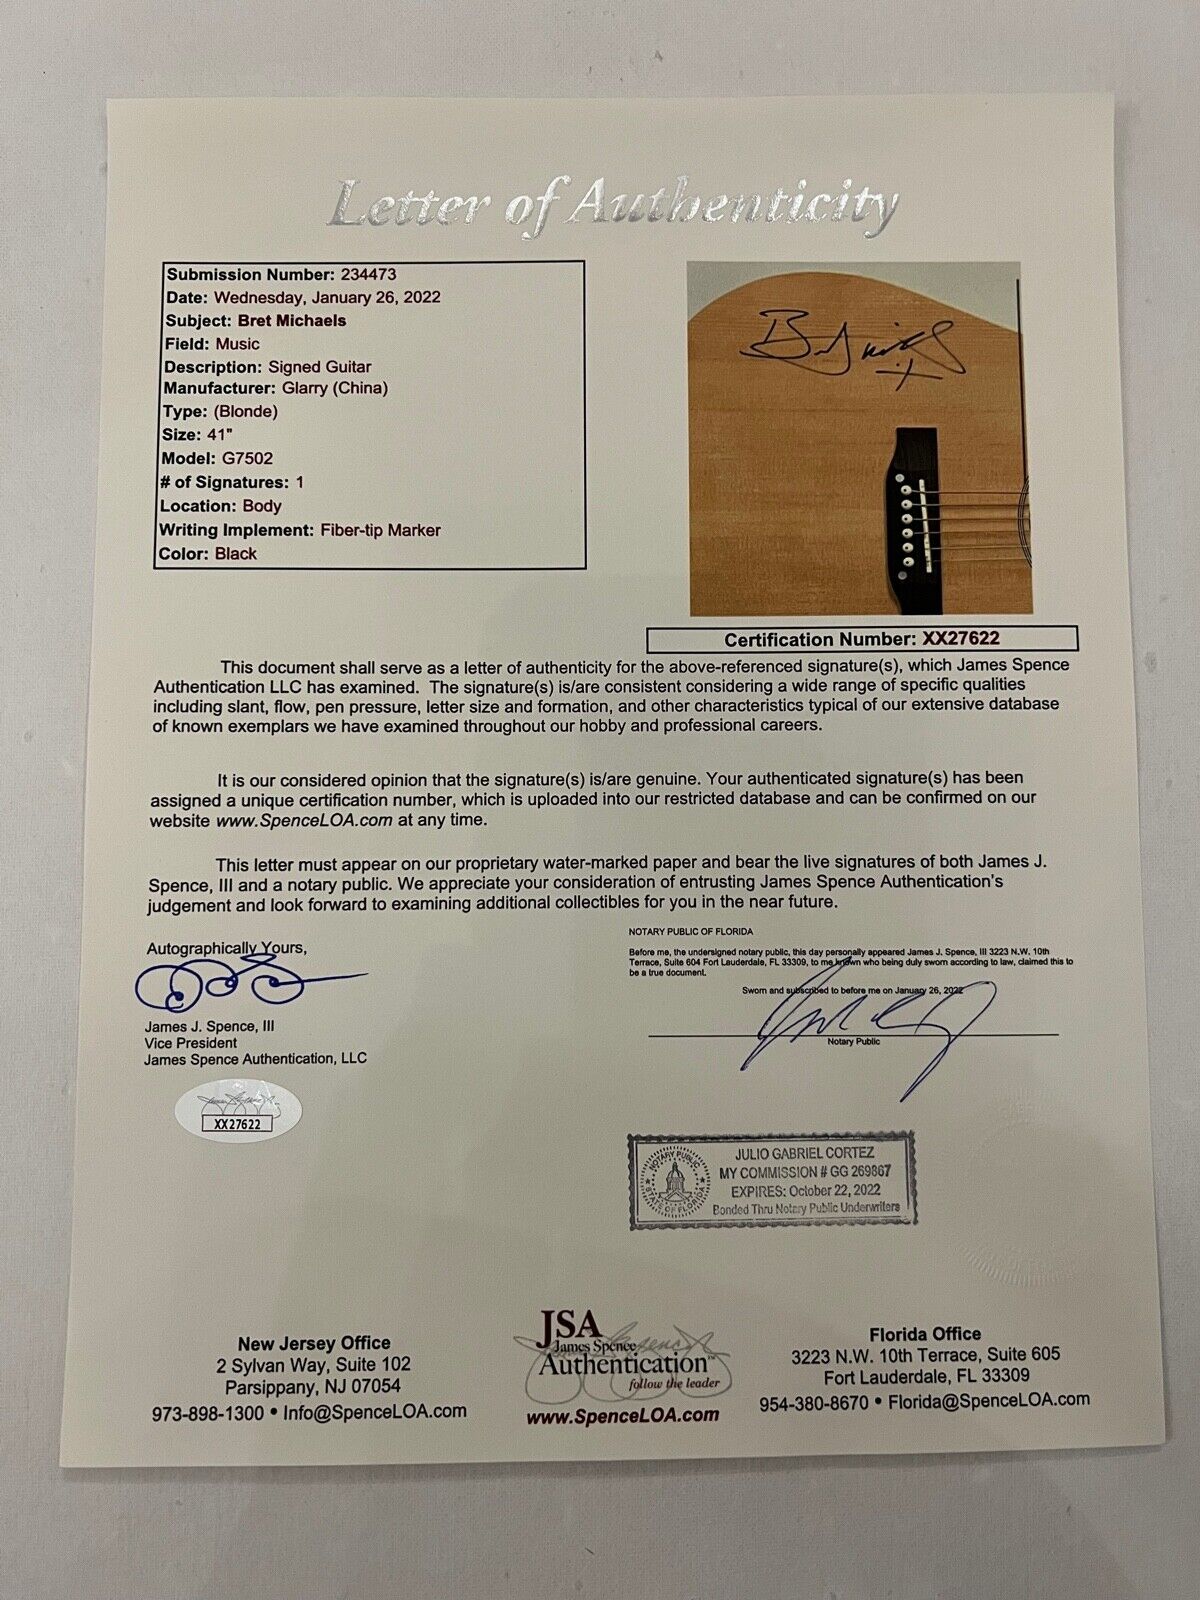 Letter of Authenticity
Submission Number: 234473
Date: Wednesday, January 26, 2022
Subject: Bret Michaels
Field: Music
Description: Signed Guitar
Manufacturer: Glarry (China)
Type: (Blonde)
Size: 41"
Model: G7502
# of Signatures: 1
Location: Body
Writing Implement: Fiber-tip Marker
Color: Black
Certification Number: XX27622
This document shall serve as a letter of authenticity for the above-referenced signature(s), which James Spence
Authentication LLC has examined. The signature(s) is/are consistent considering a wide range of specific qualities
including slant, flow, pen pressure, letter size and formation, and other characteristics typical of our extensive database
of known exemplars we have examined throughout our hobby and professional careers.
It is our considered opinion that the signature(s) is/are genuine. Your authenticated signature(s) has been
assigned a unique certification number, which is uploaded into our restricted database and can be confirmed on our
website www.SpenceLOA.com at any time.
This letter must appear on our proprietary water-marked paper and bear the live signatures of both James J.
Spence, III and a notary public. We appreciate your consideration of entrusting James Spence Authentication's
judgement and look forward to examining additional collectibles for you in the near future.
Autographically Yours,
James J. Spence, III
Vice President
James Spence Authentication, LLC
XX27622
NOTARY PUBLIC OF FLORIDA
Before me, the undersigned notary public, this day personally appeared James J. Spence, III 3223 N.W. 10th
Terrace, Suite 604 Fort Lauderdale, FL 33309, to me known who being duly sworn according to law, claimed this to
be a true document.
Sworn and subscribed to before me on January 26, 2022
Notary Public
NOTARY PUBLIC
STATE OF FLORIDA
JULIO GABRIEL CORTEZ
MY COMMISSION # GG 269867
EXPIRES: October 22, 2022
Bonded Thru Notary Public Underwriters
New Jersey Office
2 Sylvan Way, Suite 102
Parsippany, NJ 07054
973-898-1300 • Info@SpenceLOA.com
JSA
James Spence
Authentication™
follow the leader
www.SpenceLOA.com
Florida Office
3223 N.W. 10th Terrace, Suite 605
Fort Lauderdale, FL 33309
954-380-8670 • Florida@SpenceLOA.com